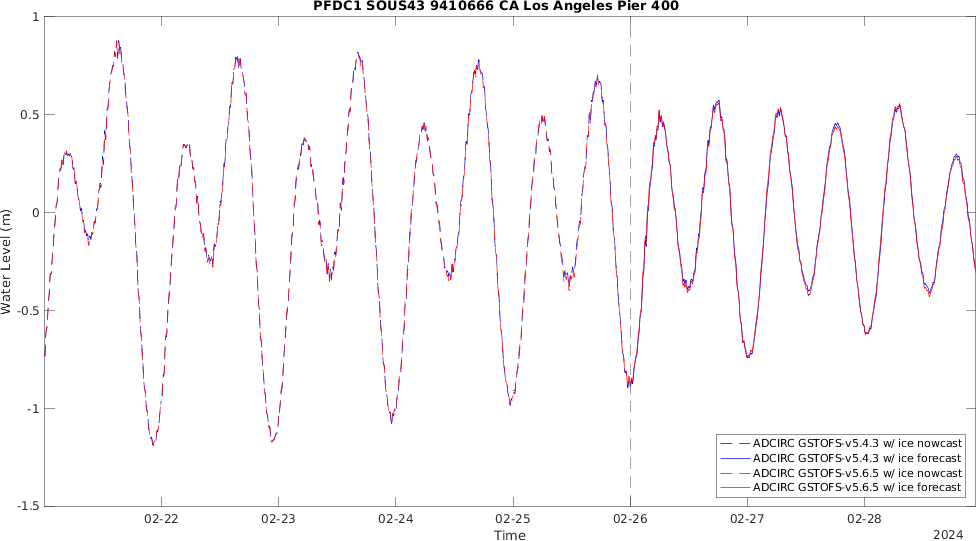 PFDC1 SOUS43 9410666 CA Los Angeles Pier 400
1
0.5
0
-0.5
-1
-1.5
Water Level (m)
02-22
02-23
02-24
02-25
02-26
02-27
02-28
Time
2024
ADCIRC GSTOFS-v5.4.3 w/ ice nowcast
ADCIRC GSTOFS-v5.4.3 w/ ice forecast
ADCIRC GSTOFS-v5.6.5 w/ ice nowcast
ADCIRC GSTOFS-v5.6.5 w/ ice forecast